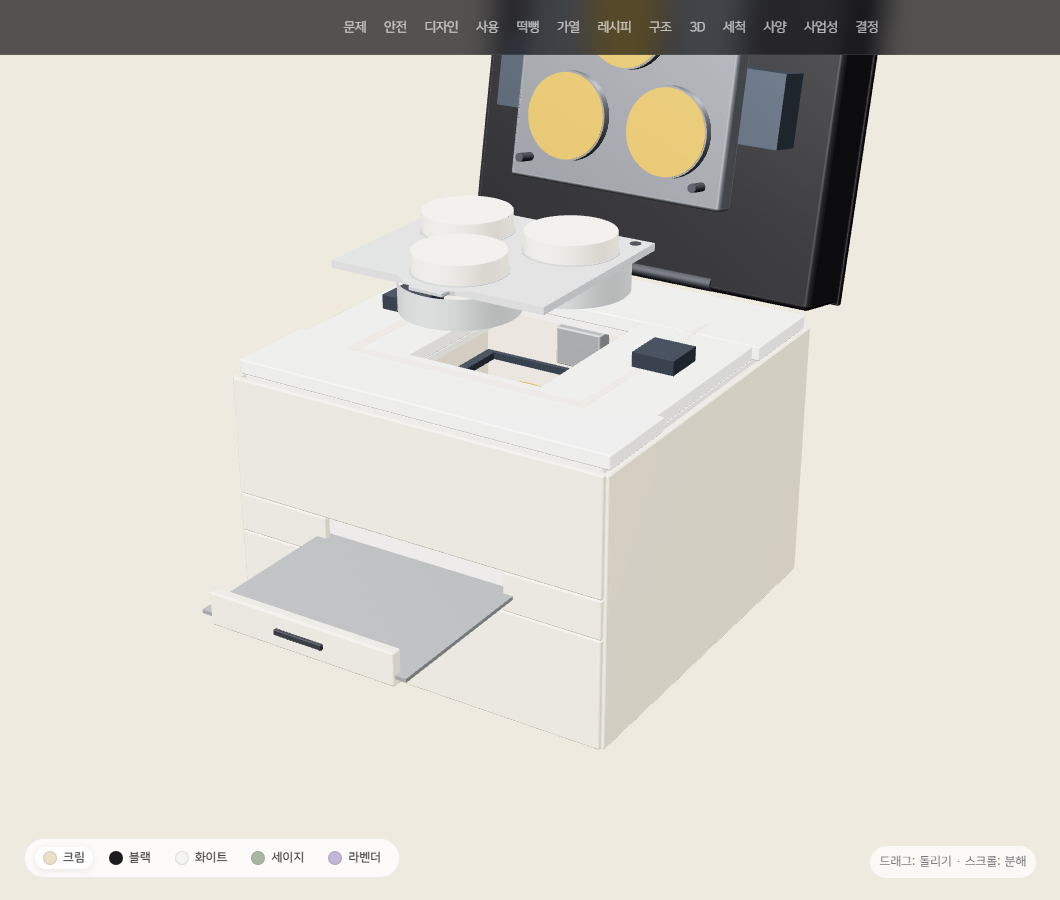 문제 안전 디자인 사용 떡뻥 가열 레시피 구조 3D 세척 사양 사업성 결정
크림 블랙 화이트 세이지 라벤더
드래그: 돌리기 · 스크롤: 분해